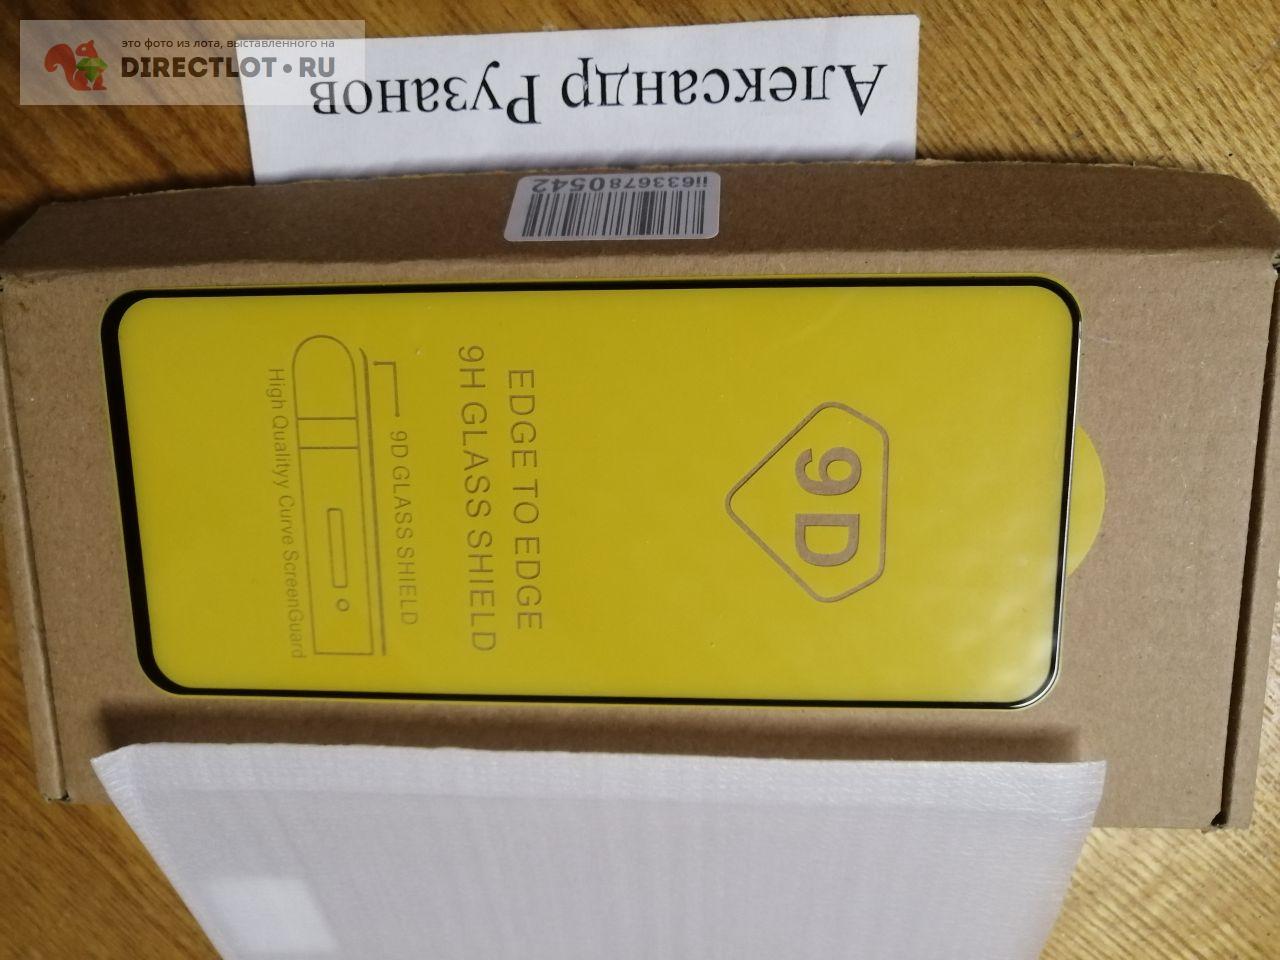 это фото из лота, выставленного на
DIRECTLOT•RU
Александр Рузанов
ii6336780542
9D
EDGE TO EDGE
9H GLASS SHIELD
9D GLASS SHIELD
High Qualityy Curve ScreenGuard